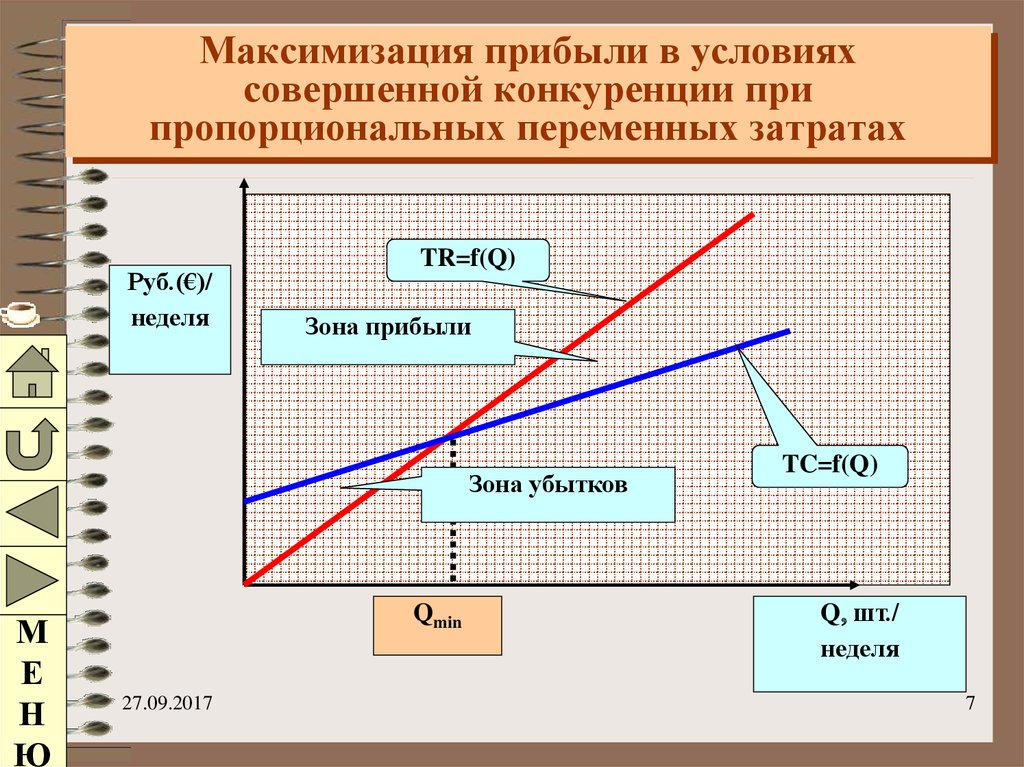 Максимизация прибыли в условиях
совершенной конкуренции при
пропорциональных переменных затратах
TR=f(Q)
Руб.(€)/
неделя
Зона прибыли
TC=f(Q)
Зона убытков
Qmin
Q, шт./
неделя
М
Е
Н
Ю
27.09.2017
7